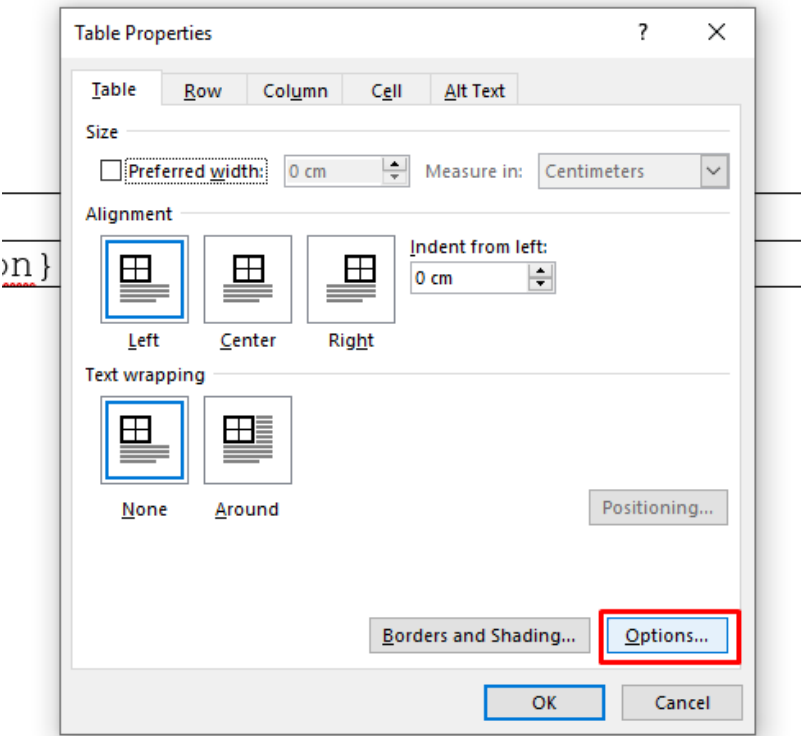 Table Properties ? ×
Table Row Column Cell Alt Text
Size
Preferred width: 0 cm Measure in: Centimeters
Alignment
Indent from left:
0 cm
Left Center Right
Text wrapping
on}
None Around
Positioning...
Borders and Shading... Options...
OK Cancel